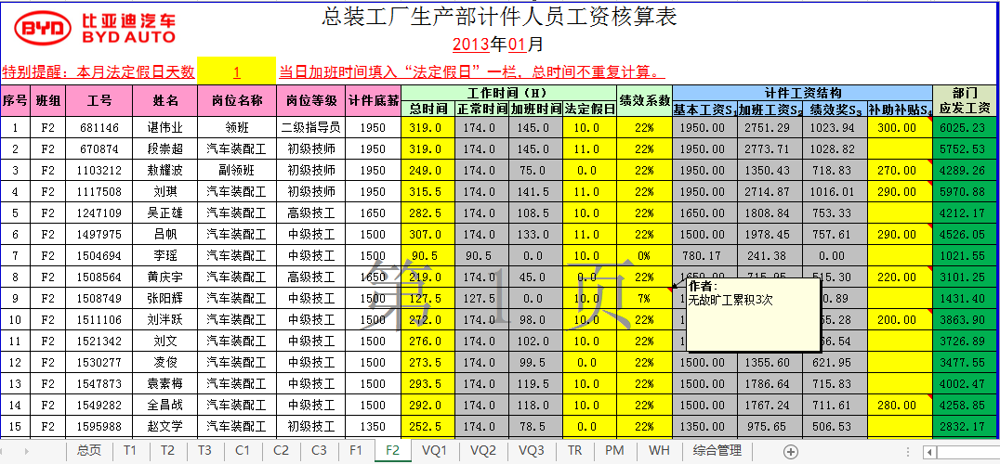 BYD 比亚迪汽车 BYD AUTO
总装工厂生产部计件人员工资核算表
2013年01月
特别提醒：本月法定假日天数 1 当日加班时间填入“法定假日”一栏，总时间不重复计算。
序号 班组 工号 姓名 岗位名称 岗位等级 计件底薪 工作时间（H） 绩效系数 计件工资结构 部门应发工资
总时间 正常时间 加班时间 法定假日 基本工资S1 加班工资S2 绩效奖S3 补助补贴S4
1 F2 681146 谌伟业 领班 二级指导员 1950 319.0 174.0 145.0 10.0 22% 1950.00 2751.29 1023.94 300.00 6025.23
2 F2 670874 段崇超 汽车装配工 初级技师 1950 319.0 174.0 145.0 11.0 22% 1950.00 2773.71 1028.82 5752.53
3 F2 1103212 敖耀波 副领班 初级技师 1950 249.0 174.0 75.0 0.0 22% 1950.00 1350.43 718.83 270.00 4289.26
4 F2 1117508 刘琪 汽车装配工 初级技师 1950 315.5 174.0 141.5 11.0 22% 1950.00 2714.87 1016.01 290.00 5970.88
5 F2 1247109 吴正雄 汽车装配工 高级技工 1650 282.5 174.0 108.5 10.0 22% 1650.00 1808.84 753.33 4212.17
6 F2 1497975 吕帆 汽车装配工 中级技工 1500 307.0 174.0 133.0 11.0 22% 1500.00 1978.45 757.61 290.00 4526.05
7 F2 1504694 李瑶 汽车装配工 中级技工 1500 90.5 90.5 0.0 10.0 0% 780.17 241.38 0.00 1021.55
8 F2 1508564 黄庆宇 汽车装配工 高级技工 1650 219.0 174.0 45.0 0.0 22% 1650.00 715.95 515.30 220.00 3101.25
9 F2 1508749 张阳辉 汽车装配工 中级技工 1500 127.5 127.5 0.0 10.0 7% .89 1431.40
10 F2 1511106 刘泮跃 汽车装配工 中级技工 1500 272.0 174.0 98.0 10.0 22% 5.28 200.00 3863.90
11 F2 1521342 刘文 汽车装配工 中级技工 1500 276.0 174.0 102.0 10.0 22% 6.54 3726.89
12 F2 1530277 凌俊 汽车装配工 中级技工 1500 273.5 174.0 99.5 0.0 22% 1500.00 1355.60 621.95 3477.55
13 F2 1547873 袁素梅 汽车装配工 中级技工 1500 293.5 174.0 119.5 10.0 22% 1500.00 1786.64 715.83 4002.47
14 F2 1549282 全昌战 汽车装配工 中级技工 1500 292.0 174.0 118.0 10.0 22% 1500.00 1767.24 711.61 280.00 4258.85
15 F2 1595988 赵文学 汽车装配工 初级技工 1350 252.5 174.0 78.5 0.0 22% 1350.00 975.65 506.53 2832.17
第 1 页
作者：
无故旷工累积3次
总页 T1 T2 T3 C1 C2 C3 F1 F2 VQ1 VQ2 VQ3 TR PM WH 综合管理